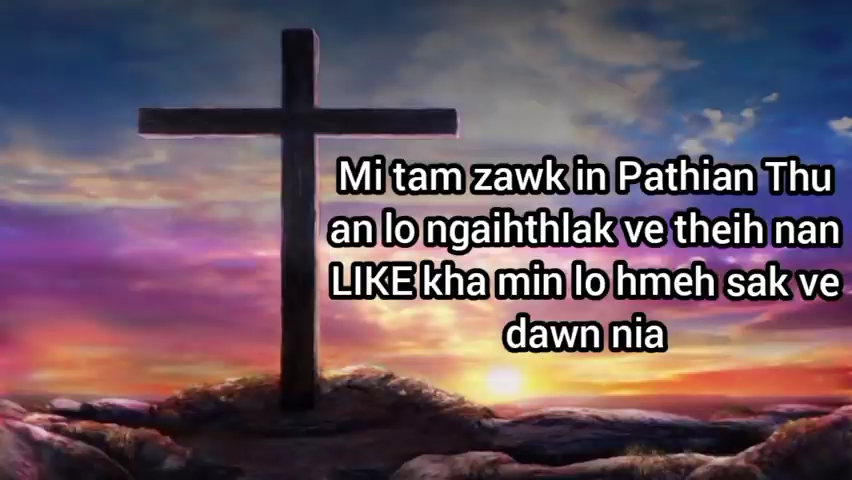 Mi tam zawk in Pathian Thu
an lo ngaihthlak ve theih nan
LIKE kha min lo hmeh sak ve
dawn nia